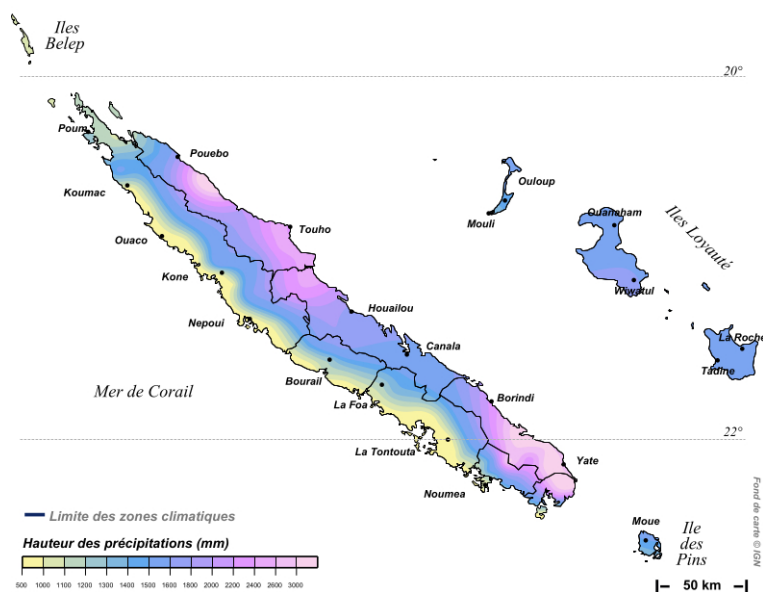 Iles
Belep
20°
Poum
Pouebo
Koumac
Ouloup
Mouli
Ouanaham
Iles Loyauté
Touho
Ouaco
Kone
Wiwatul
Houailou
Nepoui
Canala
La Roche
Tadine
Bourail
Mer de Corail
La Foa
Borindi
22°
La Tontouta
Yate
Noumea
Limite des zones climatiques
Moue
Ile
des
Pins
Hauteur des précipitations (mm)
500 1000 1100 1200 1300 1400 1600 1800 2000 2200 2400 2600 3000
50 km
Fond de carte © IGN